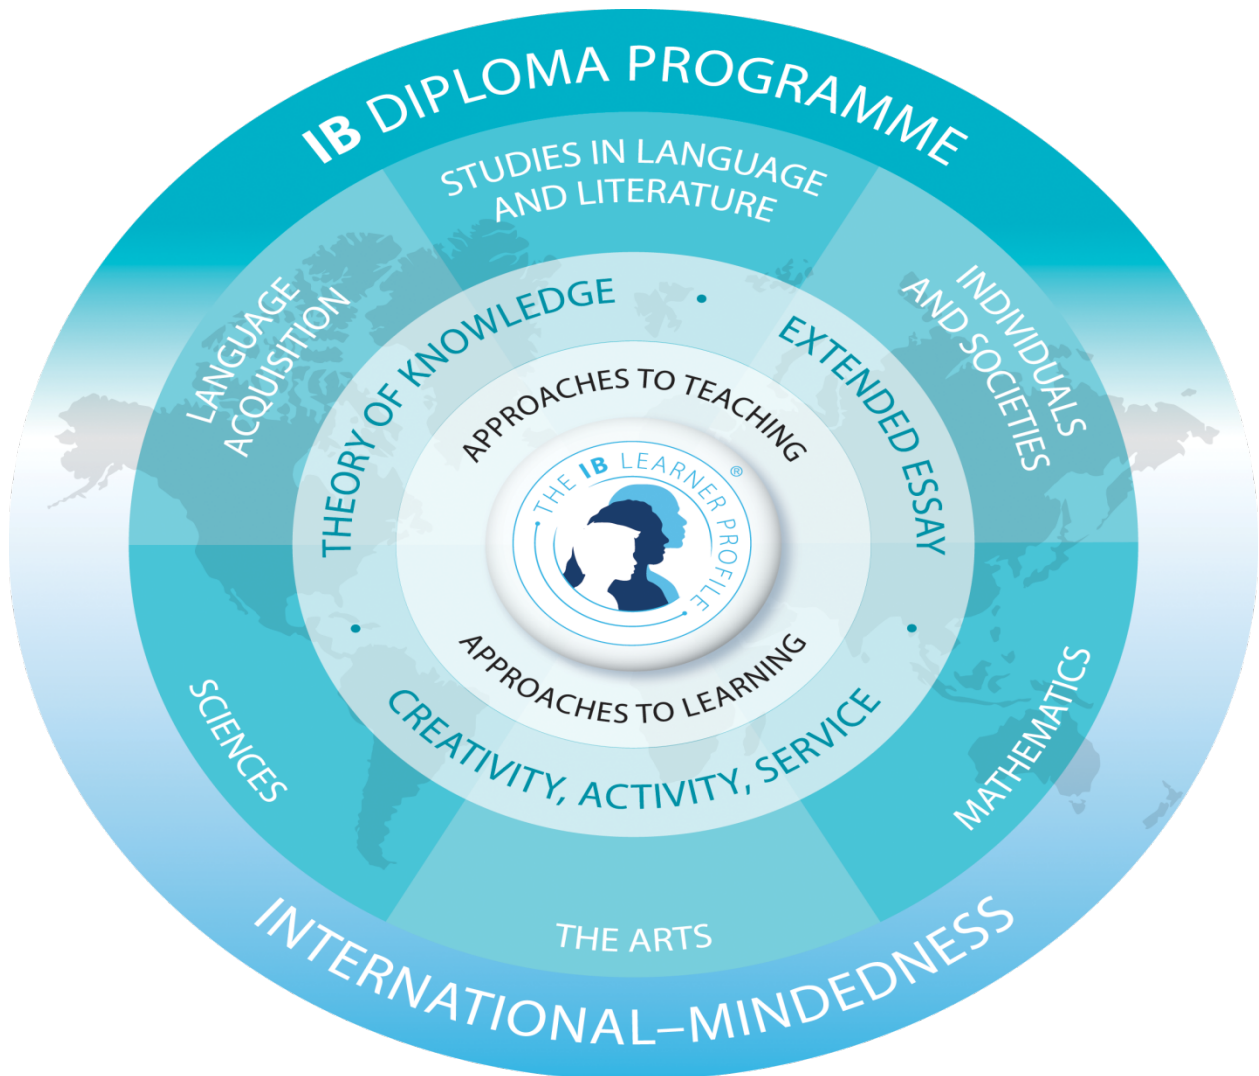 IB DIPLOMA PROGRAMME
STUDIES IN LANGUAGE
AND LITERATURE
LANGUAGE
ACQUISITION
INDIVIDUALS
AND SOCIETIES
THEORY OF KNOWLEDGE
•
EXTENDED ESSAY
APPROACHES TO TEACHING
• THE IB LEARNER PROFILE •
®
APPROACHES TO LEARNING
•
CREATIVITY, ACTIVITY, SERVICE
•
SCIENCES
MATHEMATICS
THE ARTS
INTERNATIONAL–MINDEDNESS